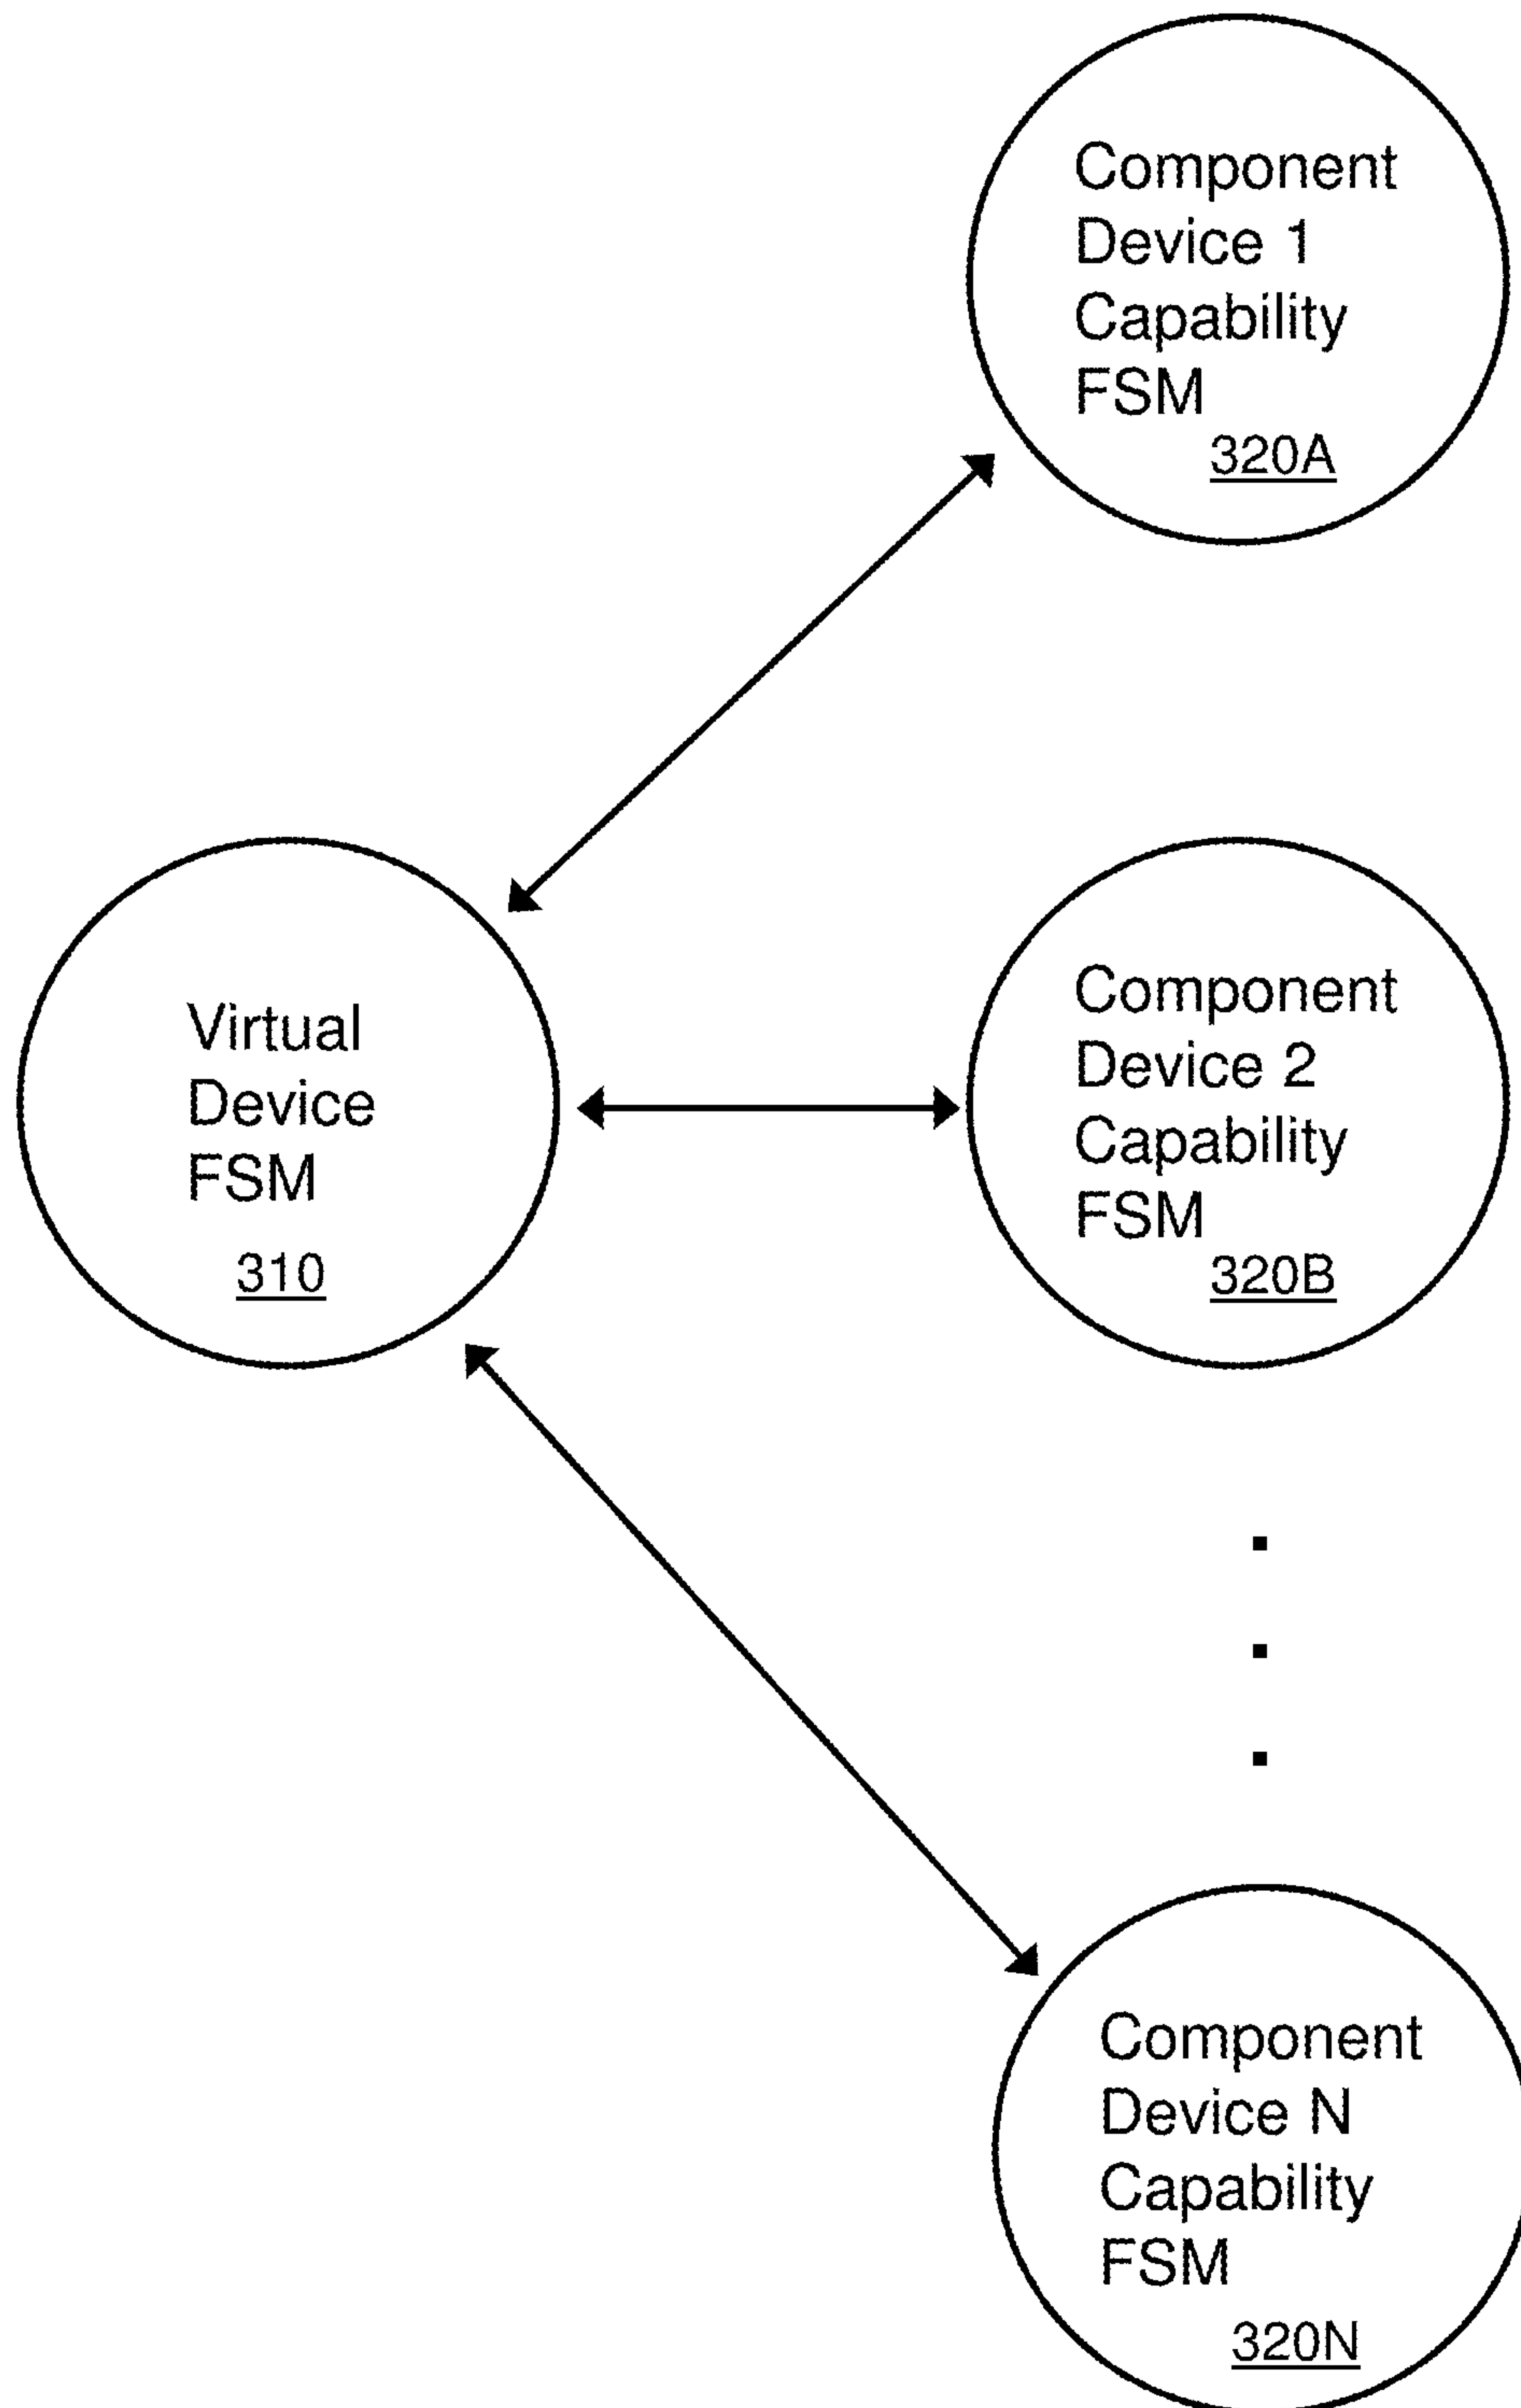 Component
Device 1
Capability
FSM
320A
Virtual
Device
FSM
310
Component
Device 2
Capability
FSM
320B
Component
Device N
Capability
FSM
320N